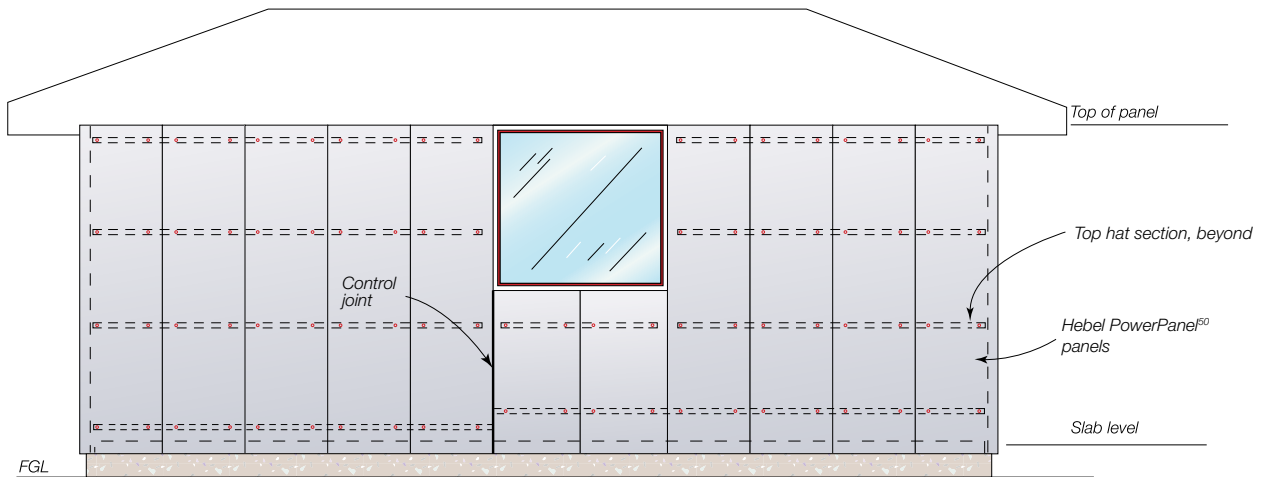 Top of panel
Top hat section, beyond
Control
joint
Hebel PowerPanel⁵⁰
panels
Slab level
FGL